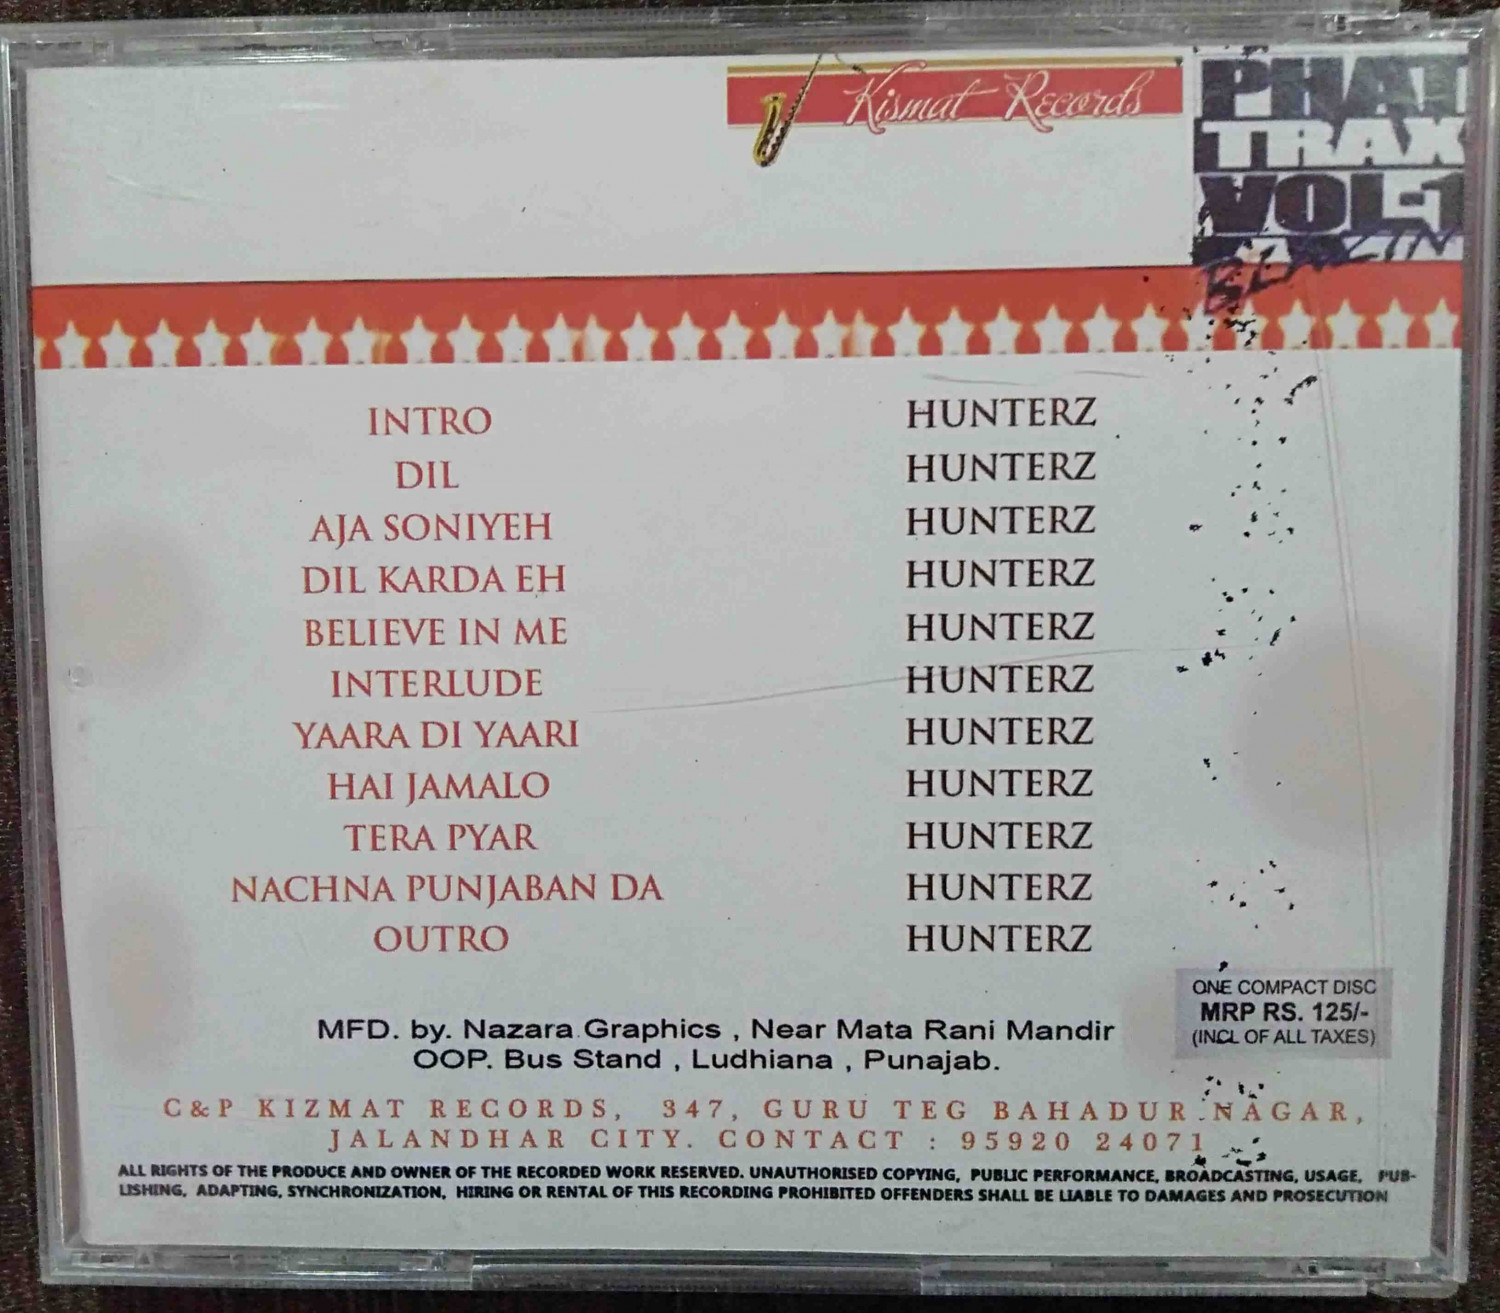 Kismat Records
PHAT
TRAX
VOL-1
INTRO HUNTERZ
DIL HUNTERZ
AJA SONIYEH HUNTERZ
DIL KARDA EH HUNTERZ
BELIEVE IN ME HUNTERZ
INTERLUDE HUNTERZ
YAARA DI YAARI HUNTERZ
HAI JAMALO HUNTERZ
TERA PYAR HUNTERZ
NACHNA PUNJABAN DA HUNTERZ
OUTRO HUNTERZ
ONE COMPACT DISC
MRP RS. 125/-
(INCL OF ALL TAXES)
MFD. by. Nazara Graphics , Near Mata Rani Mandir
OOP. Bus Stand , Ludhiana , Punajab.
C&P KIZMAT RECORDS, 347, GURU TEG BAHADUR NAGAR,
JALANDHAR CITY. CONTACT : 95920 24071
ALL RIGHTS OF THE PRODUCE AND OWNER OF THE RECORDED WORK RESERVED. UNAUTHORISED COPYING, PUBLIC PERFORMANCE, BROADCASTING, USAGE, PUB-
LISHING, ADAPTING, SYNCHRONIZATION, HIRING OR RENTAL OF THIS RECORDING PROHIBITED OFFENDERS SHALL BE LIABLE TO DAMAGES AND PROSECUTION